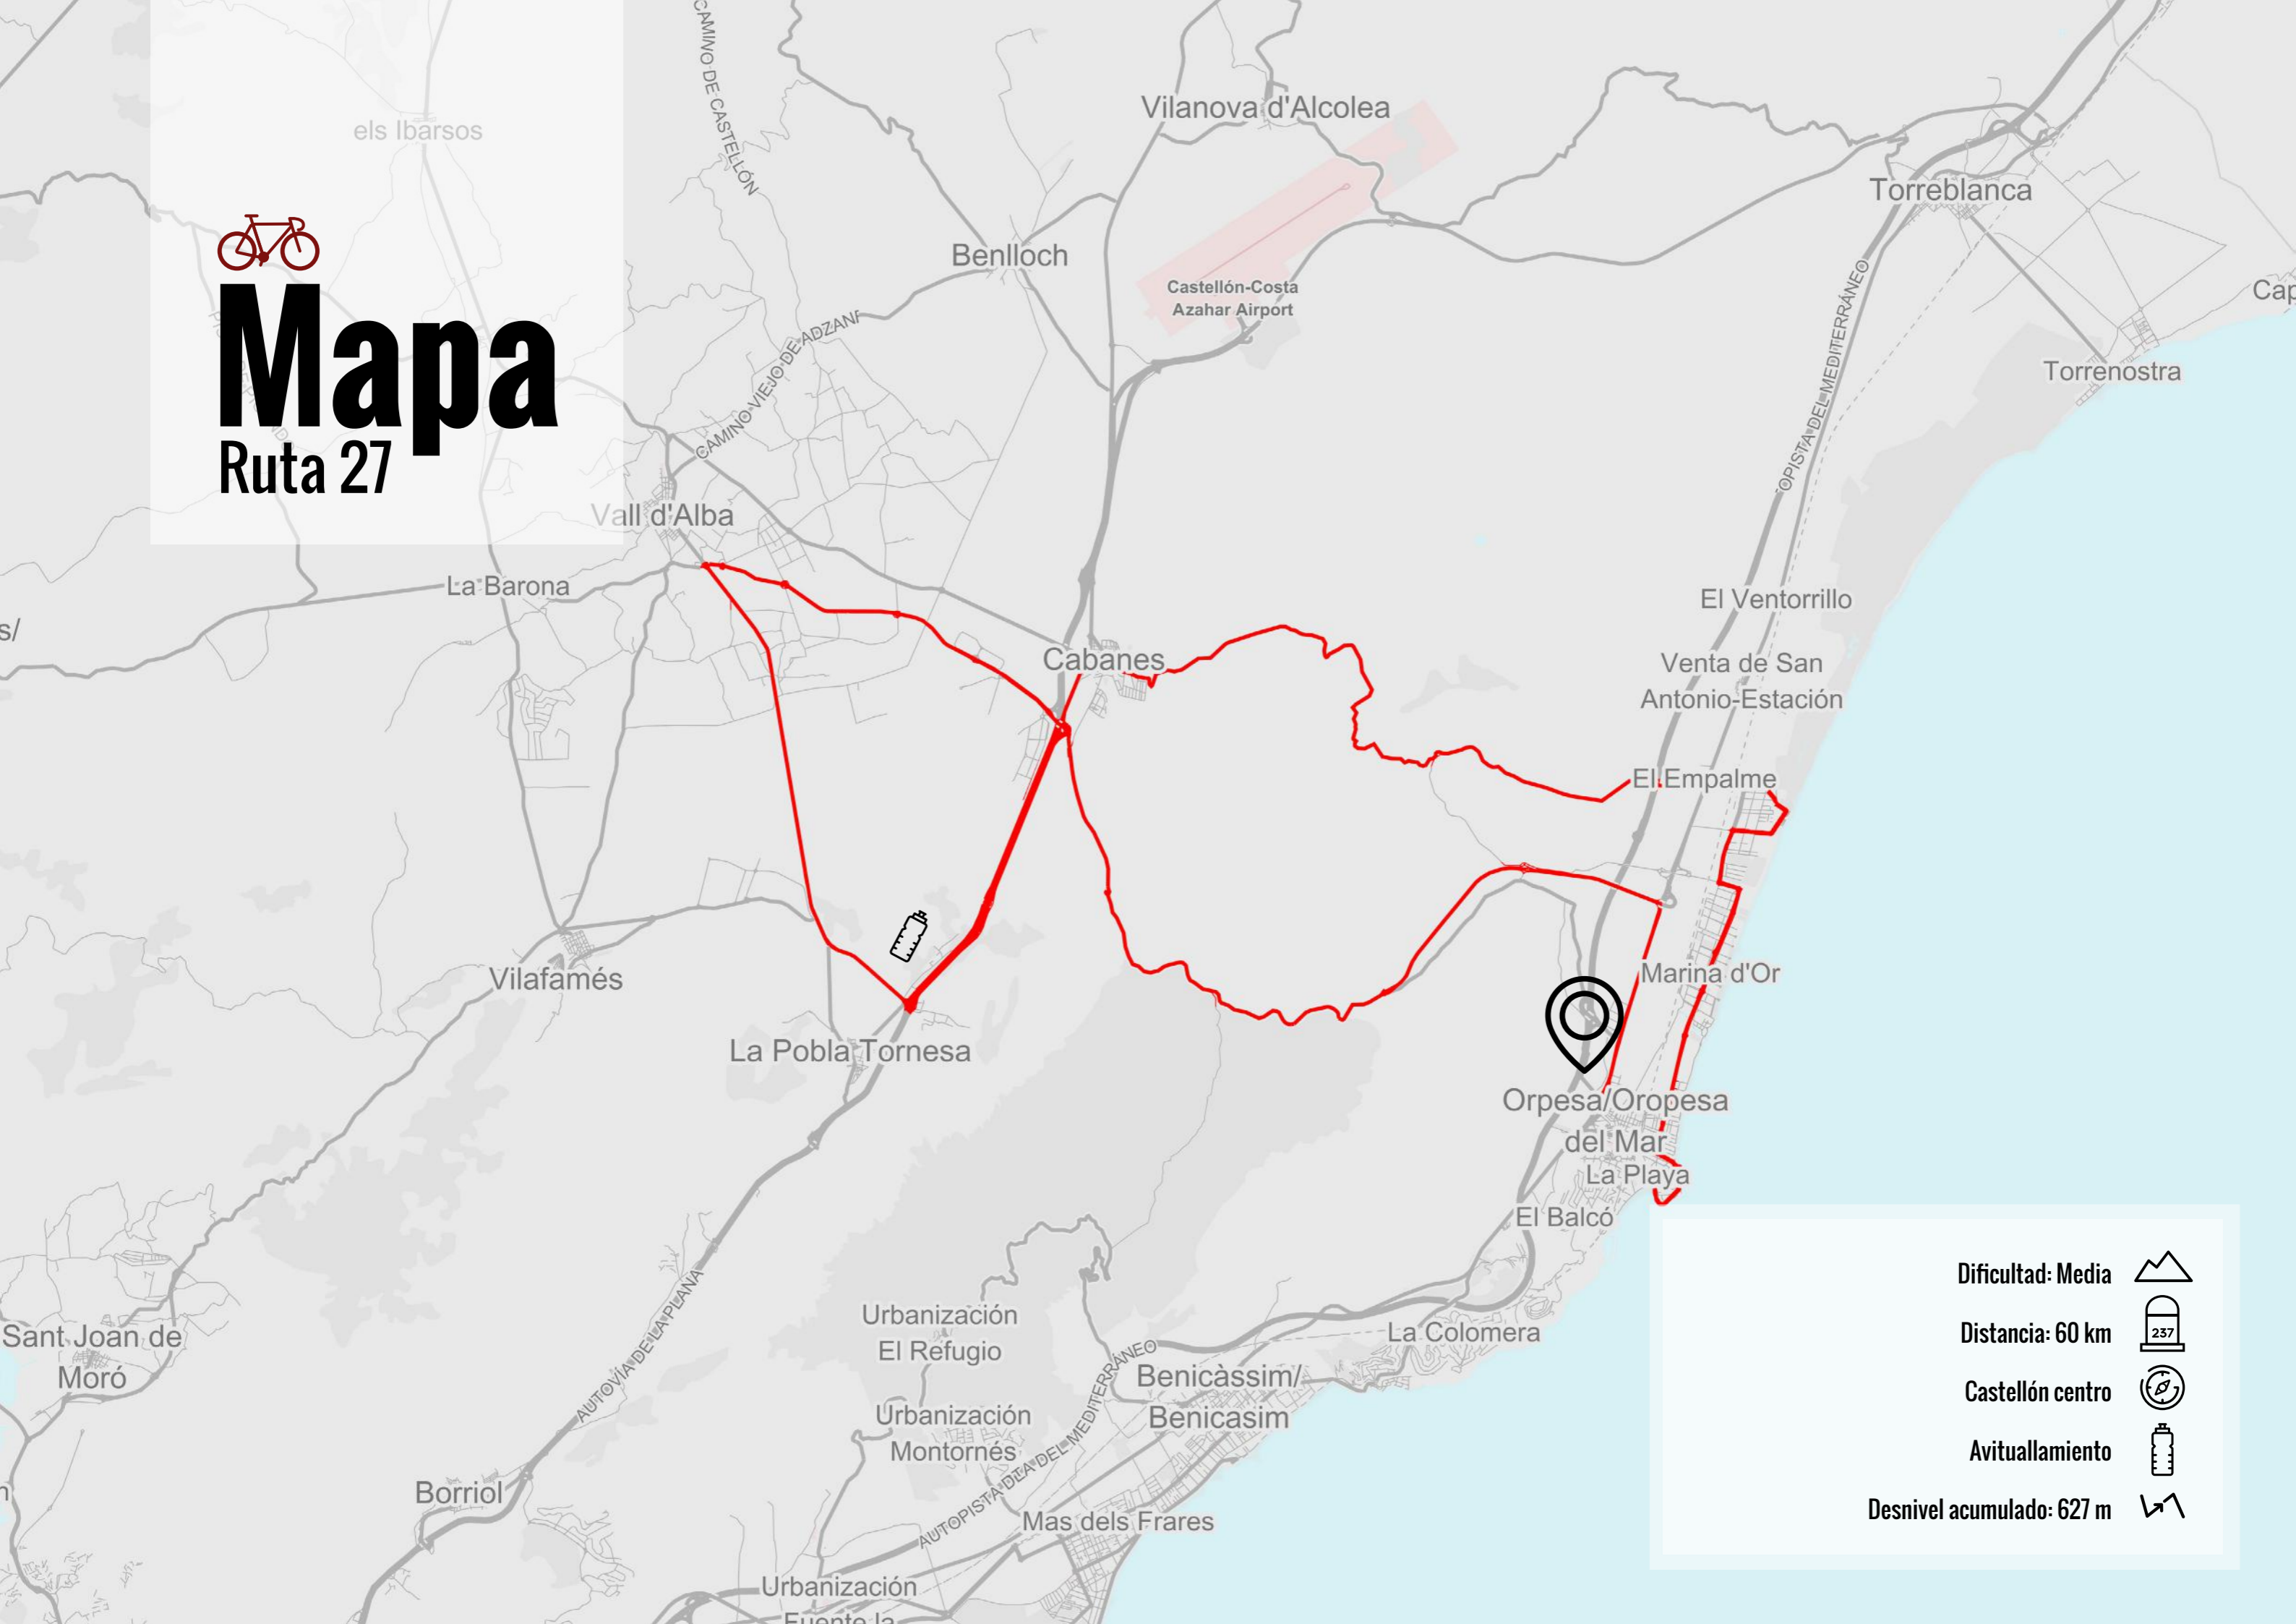 CAMINO DE CASTELLÓN
Vilanova d'Alcolea
els Ibarsos
Torreblanca
Benlloch
Castellón-Costa
Azahar Airport
Mapa
Ruta 27
CAMINO VIEJO DE ADZANE
OPISTA DEL MEDITERRÁNEO
Cap
Torrenostra
Vall d'Alba
La Barona
s/
El Ventorrillo
Cabanes
Venta de San
Antonio-Estación
El Empalme
Vilafamés
Marina d'Or
La Pobla Tornesa
Orpesa/Oropesa
del Mar
La Playa
El Balcó
AUTOVÍA DE LA PLANA
Urbanización
El Refugio
Sant Joan de
Moró
La Colomera
Benicàssim/
Benicasim
Urbanización
Montornés
AUTOPISTA DEL MEDITERRÁNEO
Borriol
Mas dels Frares
Urbanización
Dificultad: Media
Distancia: 60 km
237
Castellón centro
Avituallamiento
Desnivel acumulado: 627 m